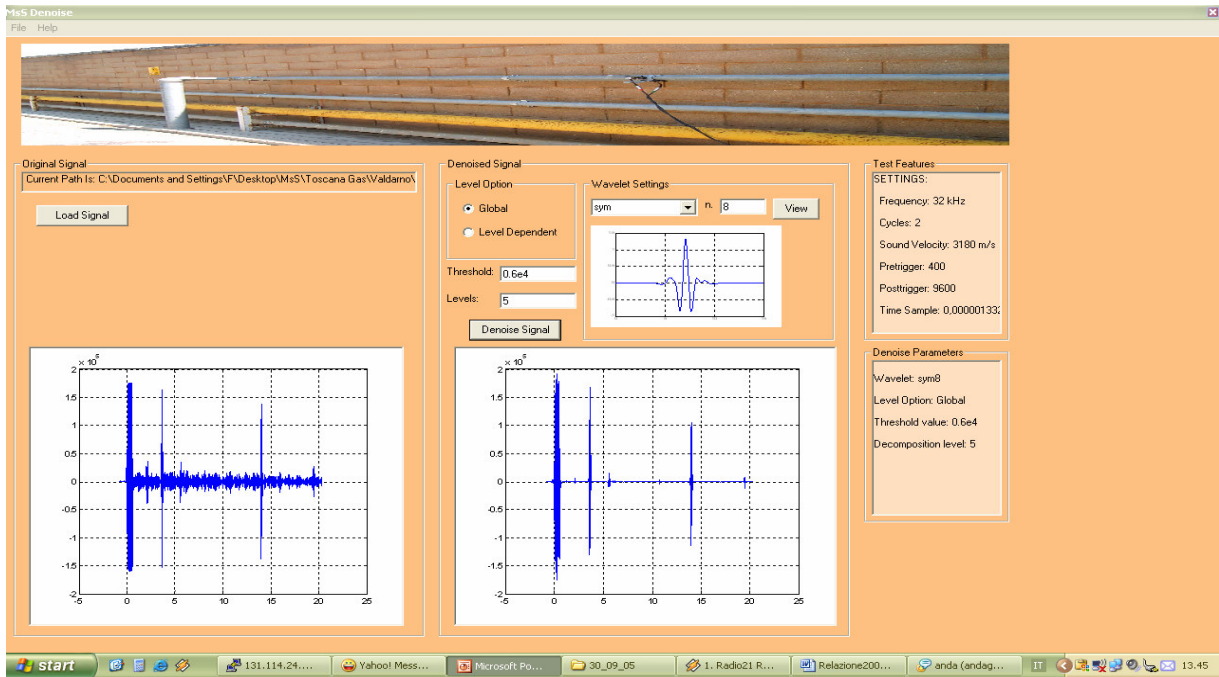 MsS Denoise
File Help
Original Signal
Current Path Is: C:\Documents and Settings\F\Desktop\MsS\Toscana Gas\Valdarno\
Load Signal
Denoised Signal
Level Option
Global
Level Dependent
Threshold: 0.6e4
Levels: 5
Denoise Signal
Wavelet Settings
sym n. 8 View
Test Features
SETTINGS:
Frequency: 32 kHz
Cycles: 2
Sound Velocity: 3180 m/s
Pretrigger: 400
Posttrigger: 9600
Time Sample: 0,000001332
Denoise Parameters
Wavelet: sym8
Level Option: Global
Threshold value: 0.6e4
Decomposition level: 5
× 10
2
1.5
1
0.5
0
-0.5
-1
-1.5
-2
-5 0 5 10 15 20 25
× 10
2
1.5
1
0.5
0
-0.5
-1
-1.5
-2
-5 0 5 10 15 20 25
start 131.114.24.... Yahoo! Mess... Microsoft Po... 30_09_05 1. Radio21 R... Relazione200... anda (andag... IT 13.45